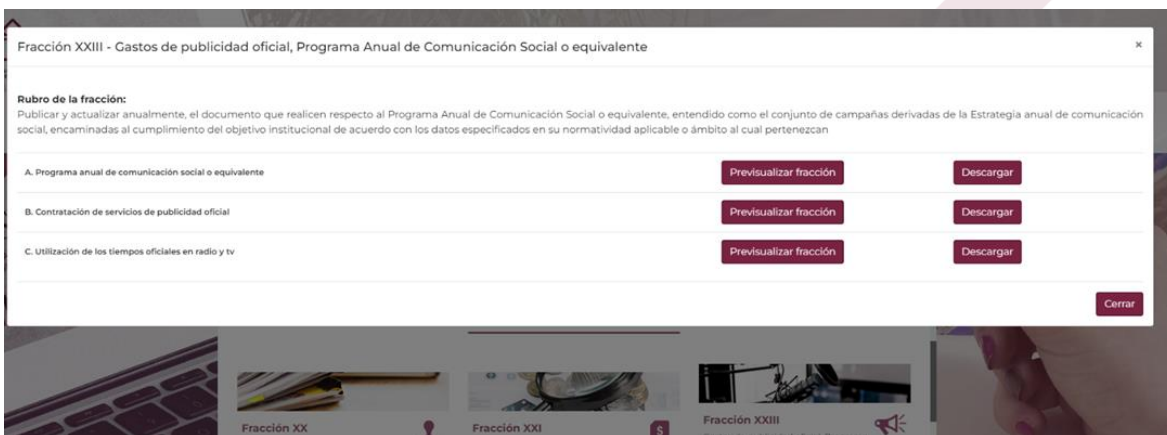 Fracción XXIII - Gastos de publicidad oficial, Programa Anual de Comunicación Social o equivalente
×
Rubro de la fracción:
Publicar y actualizar anualmente, el documento que realicen respecto al Programa Anual de Comunicación Social o equivalente, entendido como el conjunto de campañas derivadas de la Estrategia anual de comunicación
social, encaminadas al cumplimiento del objetivo institucional de acuerdo con los datos especificados en su normatividad aplicable o ámbito al cual pertenezcan
A. Programa anual de comunicación social o equivalente Previsualizar fracción Descargar
B. Contratación de servicios de publicidad oficial Previsualizar fracción Descargar
C. Utilización de los tiempos oficiales en radio y tv Previsualizar fracción Descargar
Cerrar
Fracción XX Fracción XXI S Fracción XXIII